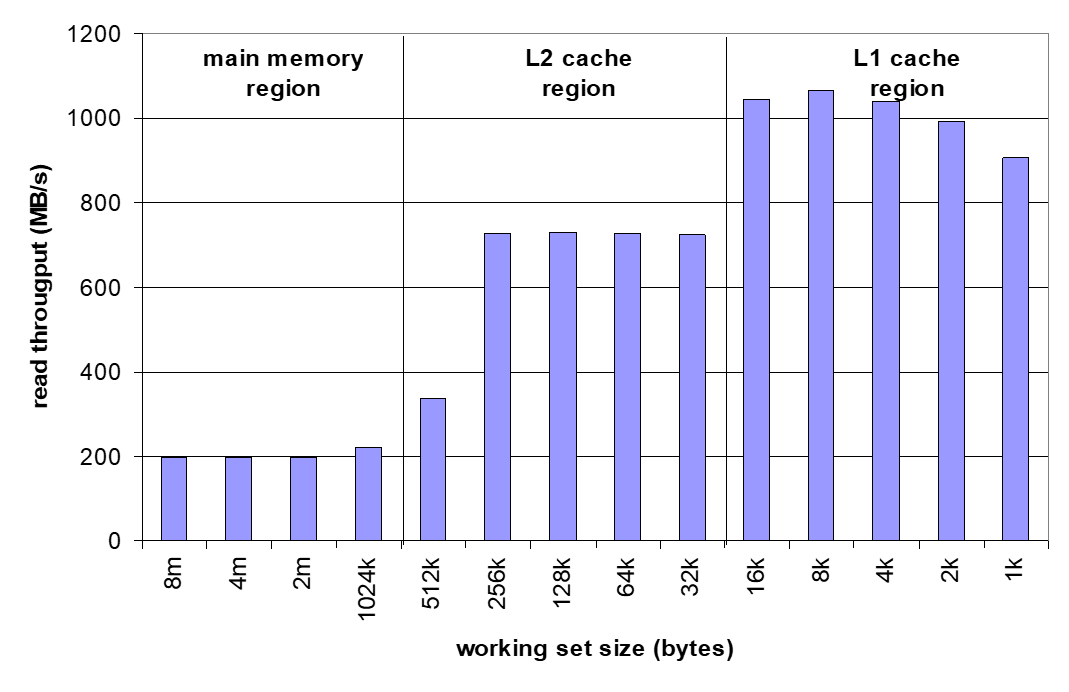 1200
1000
800
600
400
200
0
main memory
region
L2 cache
region
L1 cache
region
read througput (MB/s)
8m
4m
2m
1024k
512k
256k
128k
64k
32k
16k
8k
4k
2k
1k
working set size (bytes)